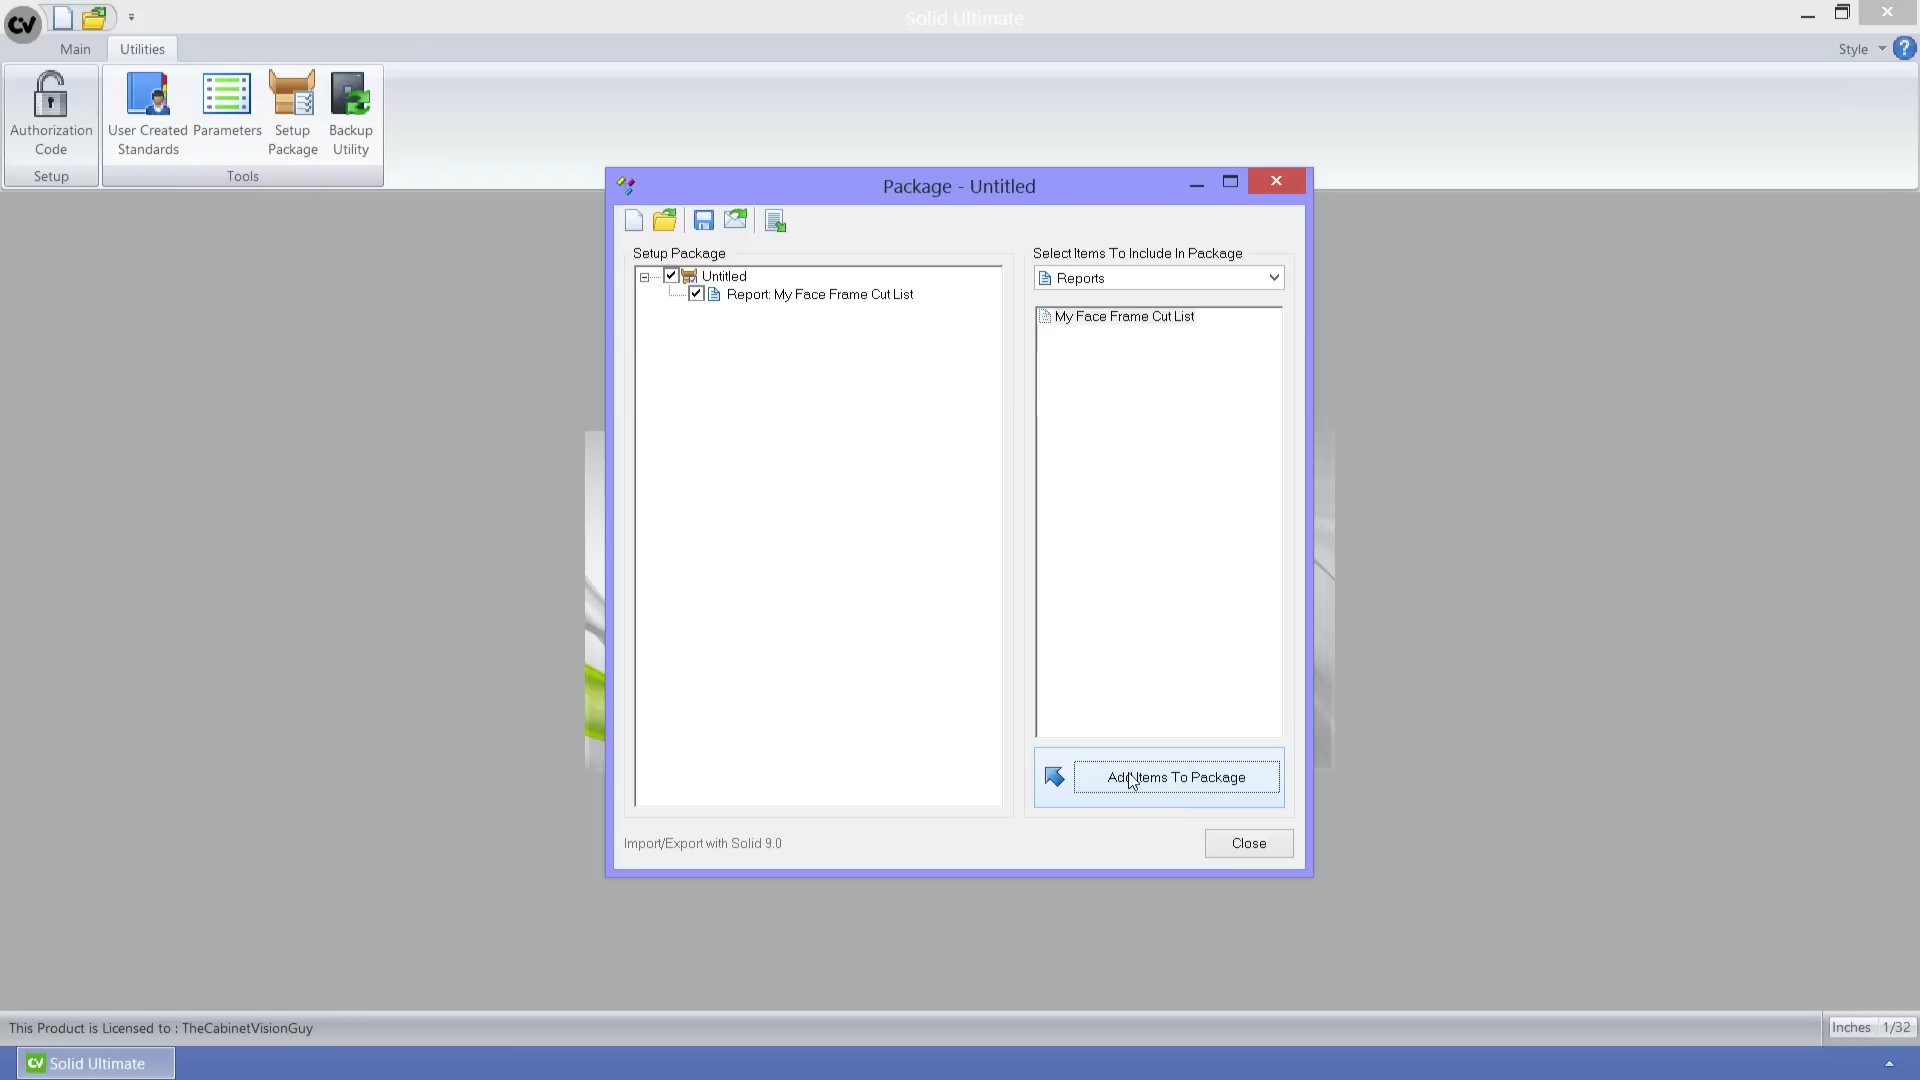 CV
Solid Ultimate
Main
Utilities
Style
?
Authorization
Code
User Created
Standards
Parameters
Setup
Package
Backup
Utility
Setup
Tools
Package - Untitled
Setup Package
Untitled
Report: My Face Frame Cut List
Select Items To Include In Package
Reports
My Face Frame Cut List
Add Items To Package
Import/Export with Solid 9.0
Close
This Product is Licensed to : TheCabinetVisionGuy
Inches 1/32
CV Solid Ultimate